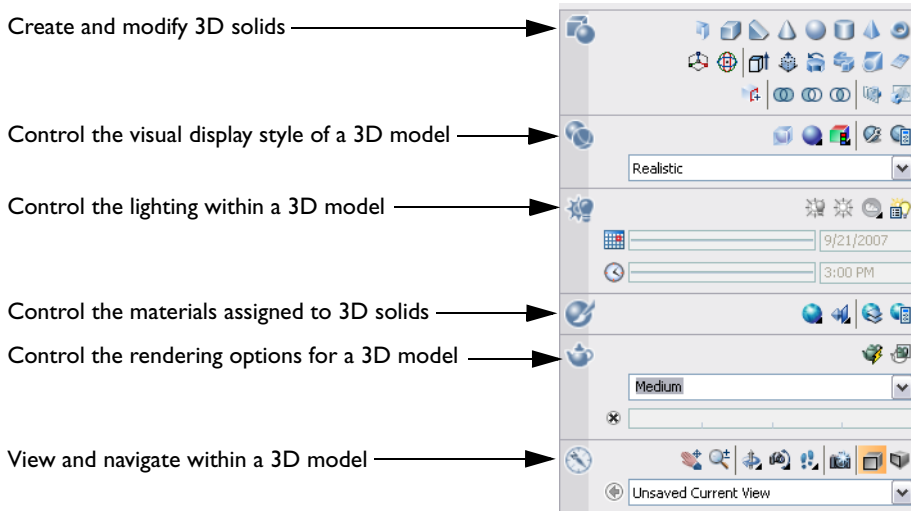 Create and modify 3D solids
Control the visual display style of a 3D model
Realistic
Control the lighting within a 3D model
9/21/2007
3:00 PM
Control the materials assigned to 3D solids
Control the rendering options for a 3D model
Medium
View and navigate within a 3D model
Unsaved Current View